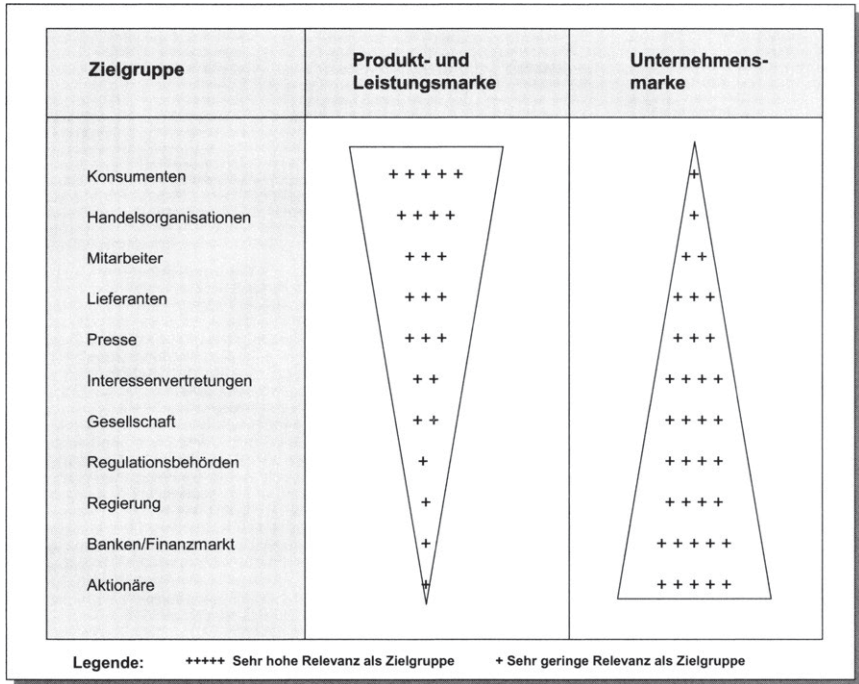 Zielgruppe
Produkt- und
Leistungsmarke
Unternehmens-
marke
Konsumenten + + + + + +
Handelsorganisationen + + + + +
Mitarbeiter + + + + +
Lieferanten + + + + + +
Presse + + + + + +
Interessenvertretungen + + + + + +
Gesellschaft + + + + + +
Regulationsbehörden + + + + +
Regierung + + + + +
Banken/Finanzmarkt + + + + + +
Aktionäre + + + + + +
Legende: +++++ Sehr hohe Relevanz als Zielgruppe + Sehr geringe Relevanz als Zielgruppe